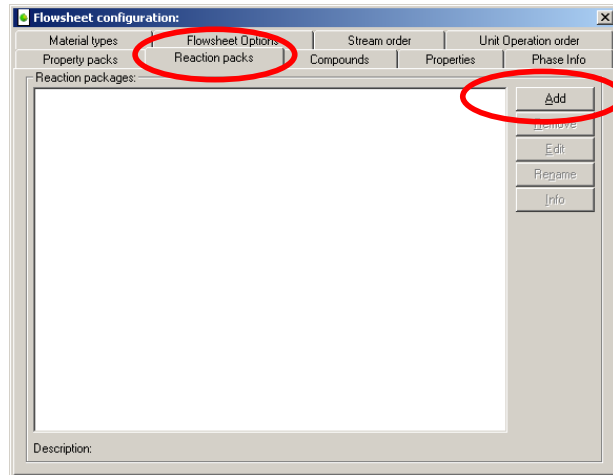 Flowsheet configuration:
Material types Flowsheet Options Stream order Unit Operation order
Property packs Reaction packs Compounds Properties Phase Info
Reaction packages:
Add
Remove
Edit
Rename
Info
Description: